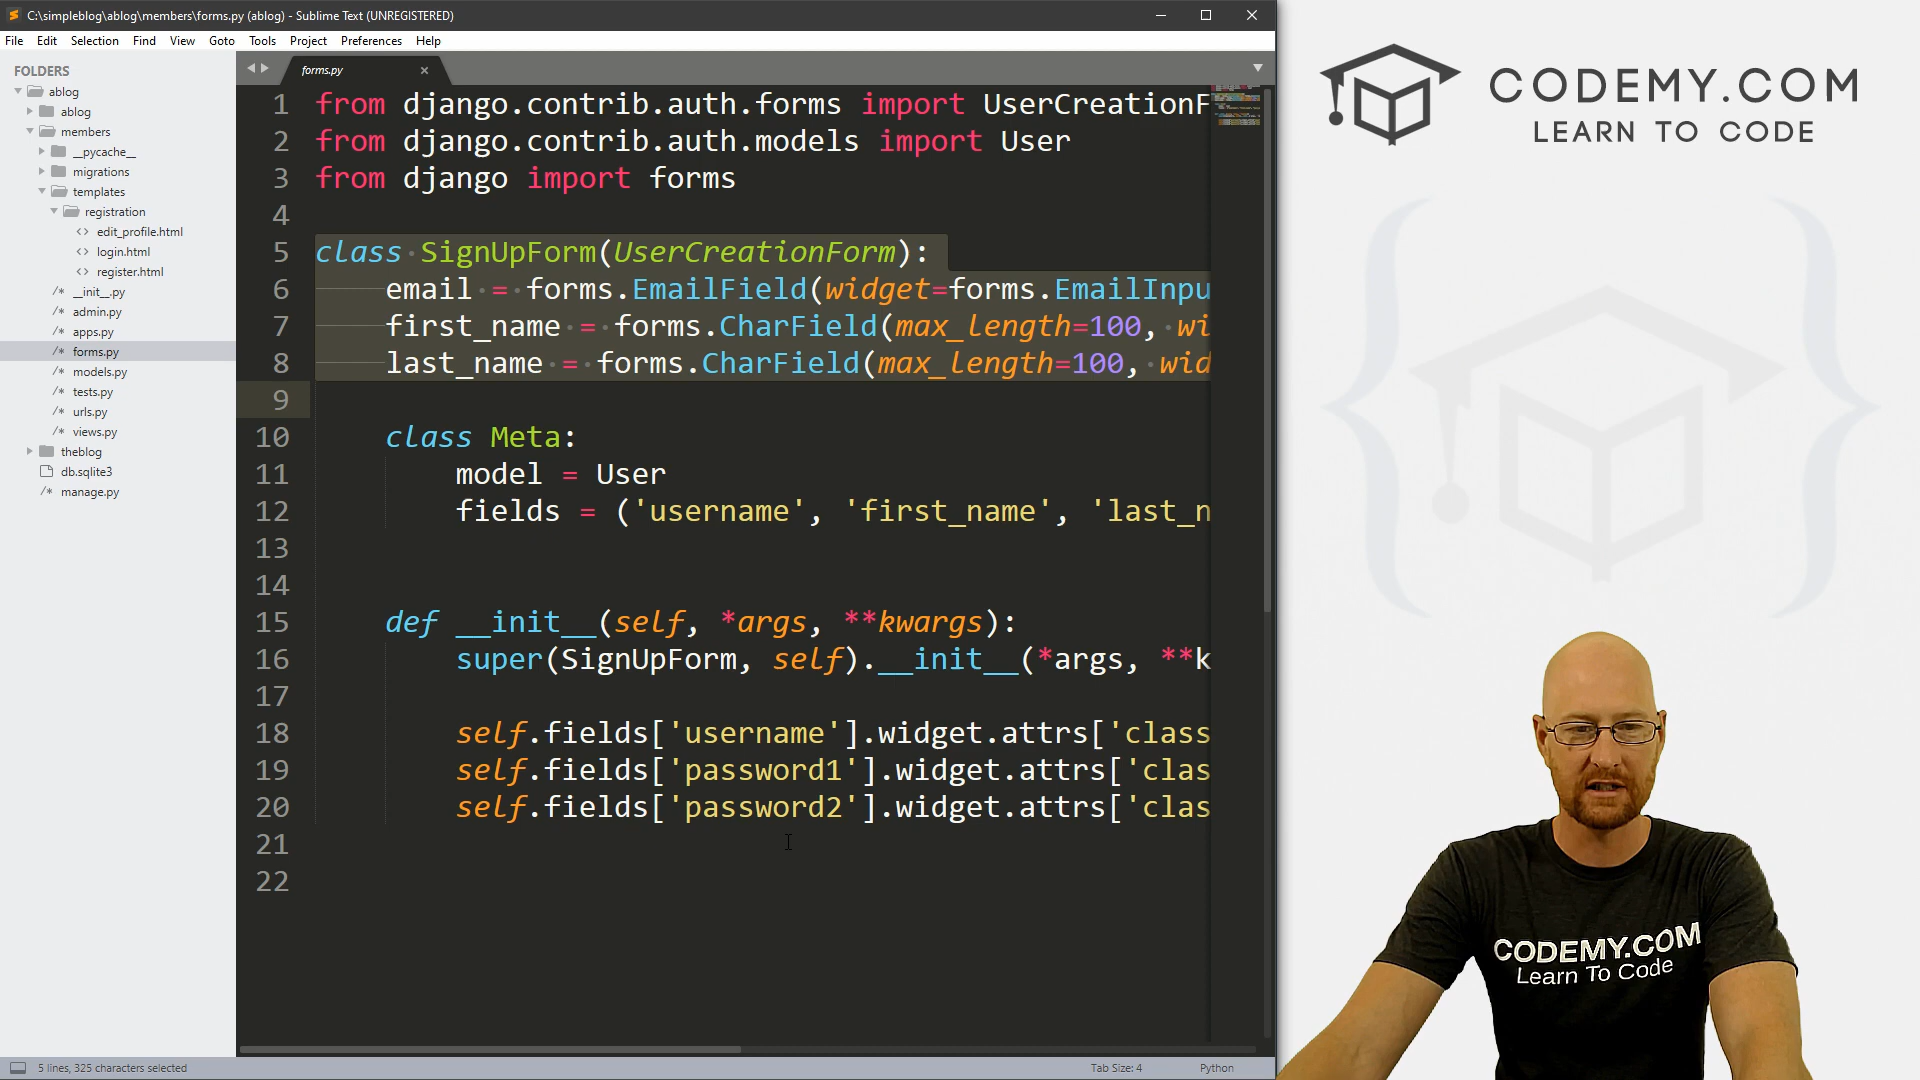 C:\simpleblog\ablog\members\forms.py (ablog) - Sublime Text (UNREGISTERED)
File Edit Selection Find View Goto Tools Project Preferences Help
FOLDERS
ablog
ablog
members
__pycache__
migrations
templates
registration
edit_profile.html
login.html
register.html
__init__.py
admin.py
apps.py
forms.py
models.py
tests.py
urls.py
views.py
theblog
db.sqlite3
manage.py
forms.py
1 from django.contrib.auth.forms import UserCreationF
2 from django.contrib.auth.models import User
3 from django import forms
4
5 class SignUpForm(UserCreationForm):
6 email = forms.EmailField(widget=forms.EmailInpu
7 first_name = forms.CharField(max_length=100, wi
8 last_name = forms.CharField(max_length=100, wid
9
10 class Meta:
11 model = User
12 fields = ('username', 'first_name', 'last_n
13
14
15 def __init__(self, *args, **kwargs):
16 super(SignUpForm, self).__init__(*args, **k
17
18 self.fields['username'].widget.attrs['class
19 self.fields['password1'].widget.attrs['clas
20 self.fields['password2'].widget.attrs['clas
21
22
5 lines, 325 characters selected
Tab Size: 4
Python
CODEMY.COM
LEARN TO CODE
CODEMY.COM
Learn To Code